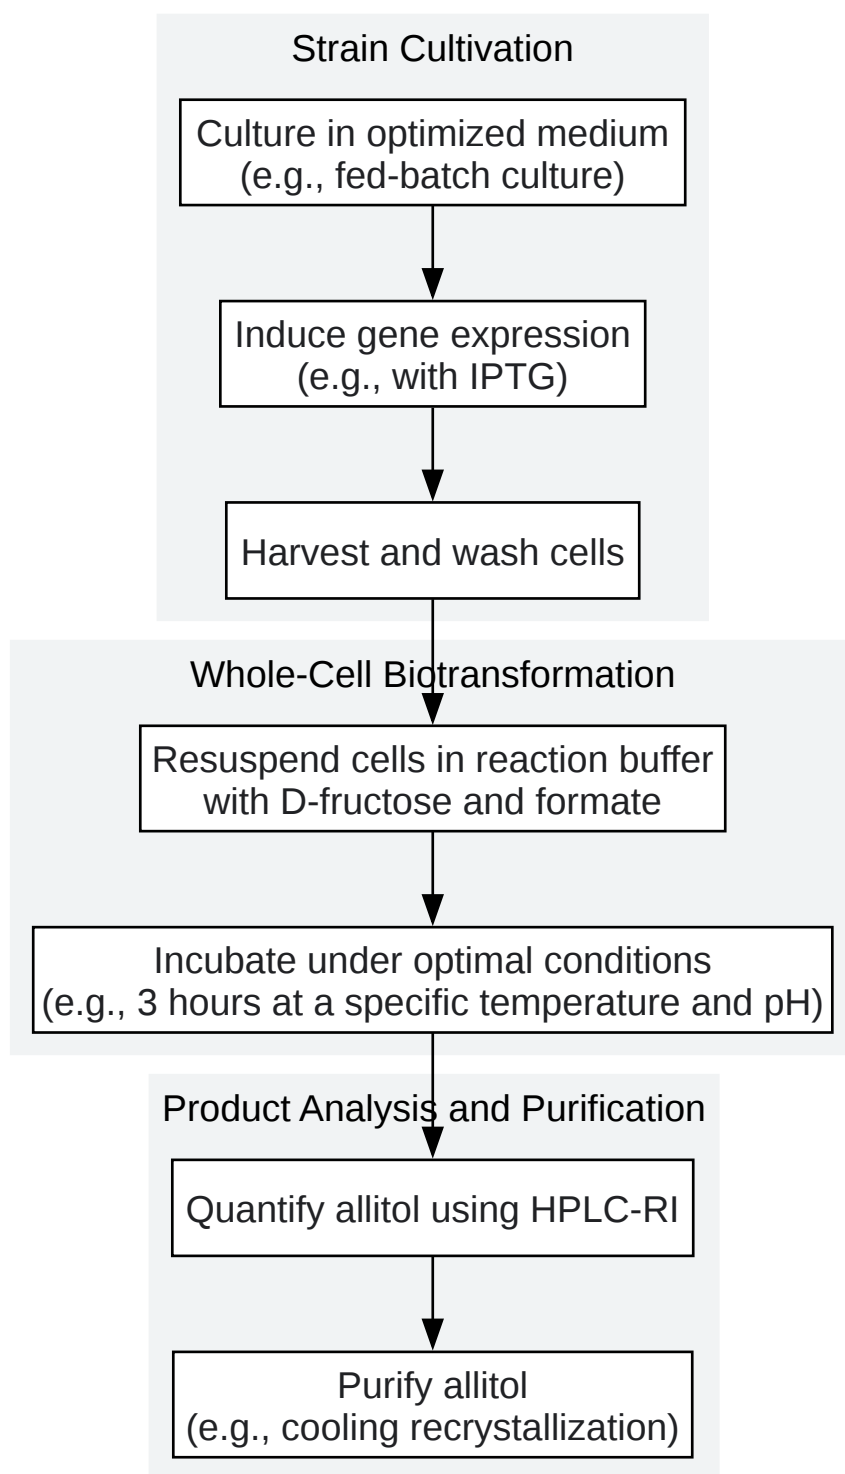 Strain Cultivation
Culture in optimized medium
(e.g., fed-batch culture)
Induce gene expression
(e.g., with IPTG)
Harvest and wash cells
Whole-Cell Biotransformation
Resuspend cells in reaction buffer
with D-fructose and formate
Incubate under optimal conditions
(e.g., 3 hours at a specific temperature and pH)
Product Analysis and Purification
Quantify allitol using HPLC-RI
Purify allitol
(e.g., cooling recrystallization)